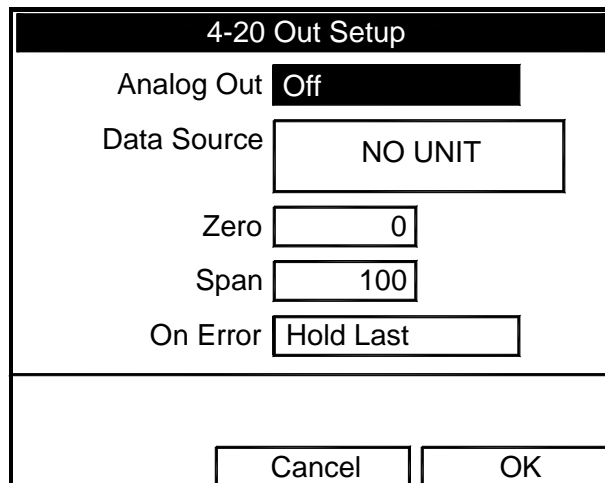 4-20 Out Setup
Analog Out Off
Data Source NO UNIT
Zero 0
Span 100
On Error Hold Last
Cancel OK